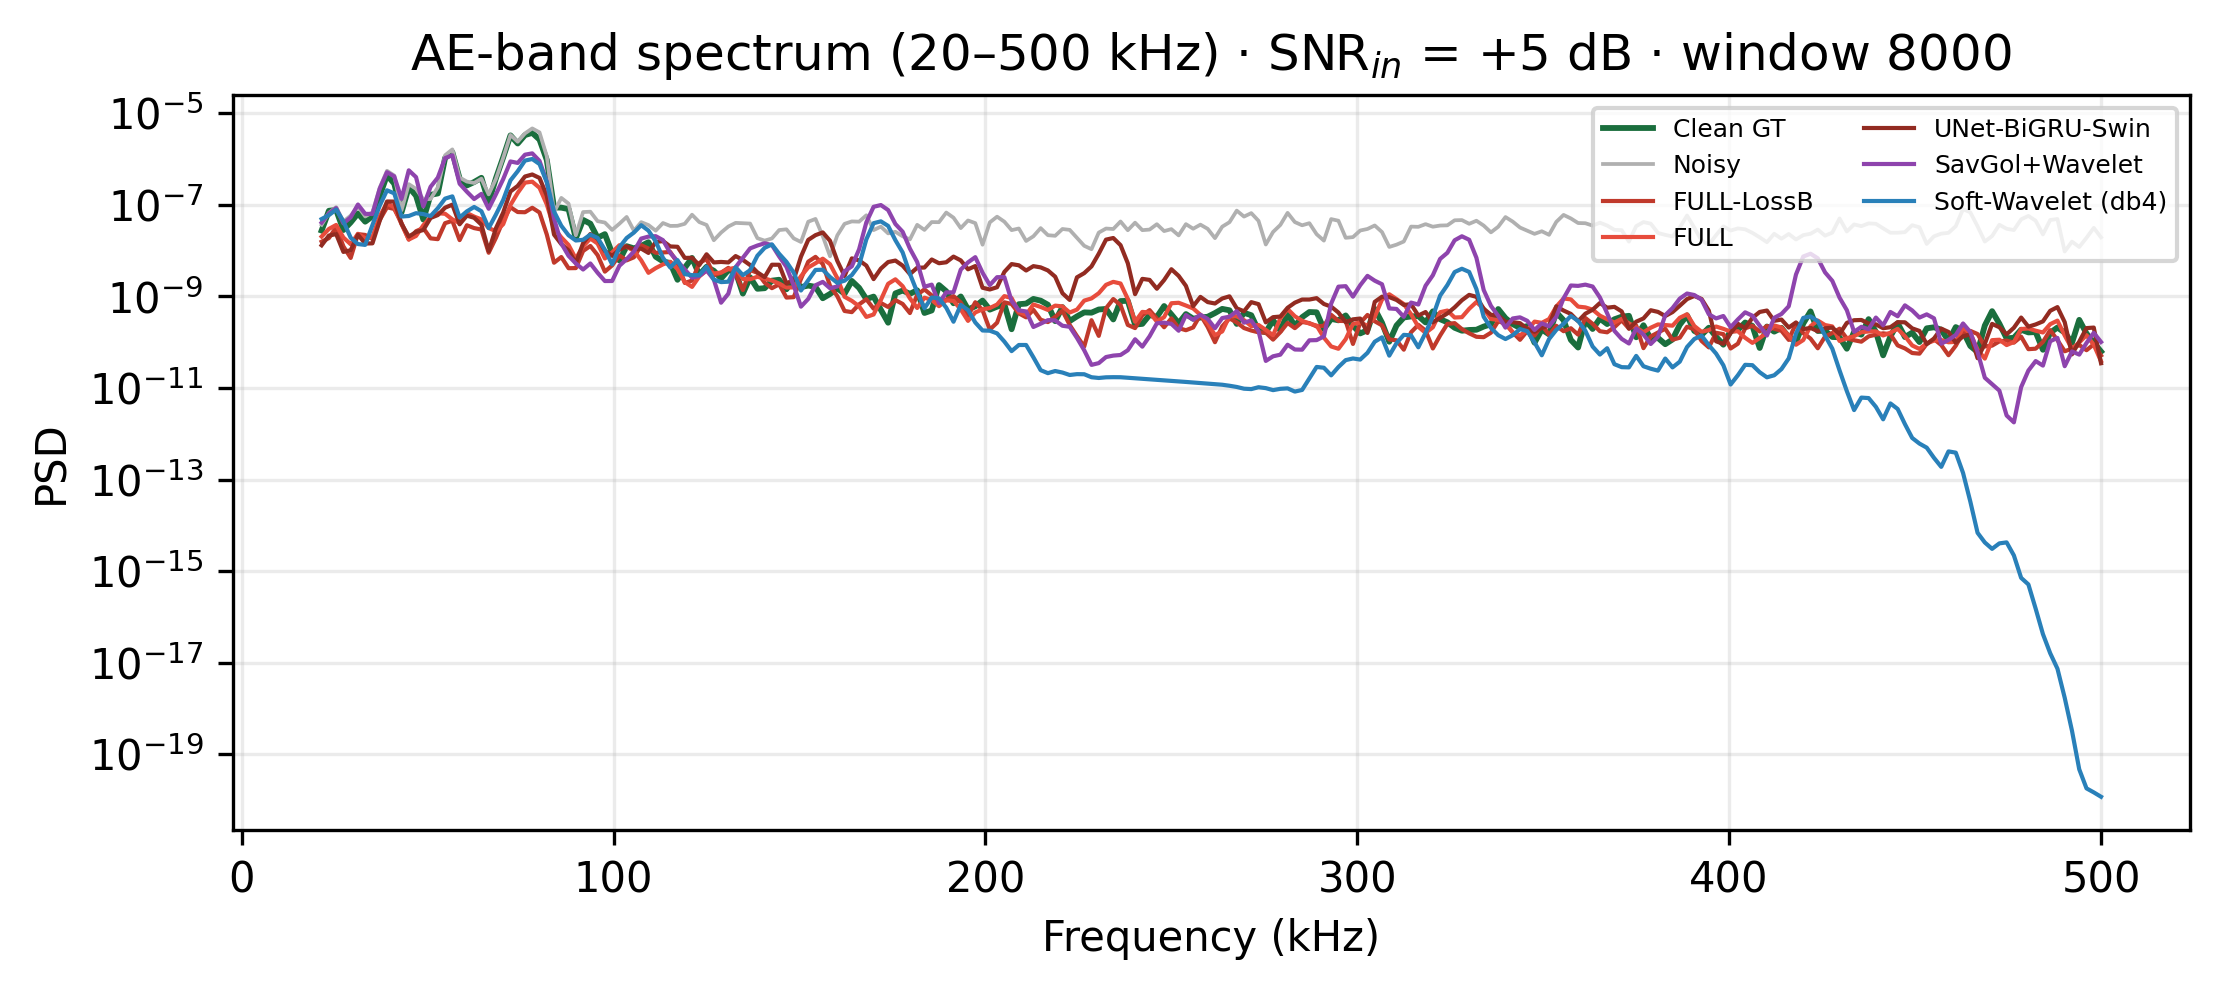 AE-band spectrum (20–500 kHz) · SNR_in = +5 dB · window 8000
10⁻⁵
10⁻⁷
10⁻⁹
10⁻¹¹
10⁻¹³
10⁻¹⁵
10⁻¹⁷
10⁻¹⁹
PSD
Clean GT
Noisy
FULL-LossB
FULL
UNet-BiGRU-Swin
SavGol+Wavelet
Soft-Wavelet (db4)
0 100 200 300 400 500
Frequency (kHz)